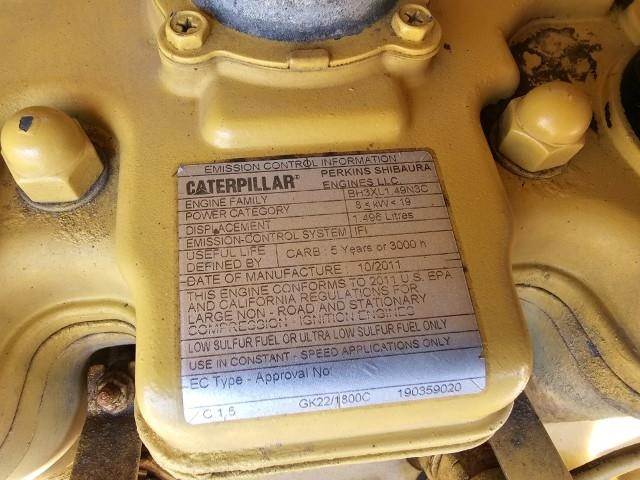 EMISSION CONTROL INFORMATION
CATERPILLAR® PERKINS SHIBAURA ENGINES LLC
ENGINE FAMILY BH3XL1.49N3C
POWER CATEGORY 8 ≤ kW < 19
DISPLACEMENT 1.496 Litres
EMISSION-CONTROL SYSTEM IFI
USEFUL LIFE DEFINED BY CARB: 5 Years or 3000 h
DATE OF MANUFACTURE 10/2011
THIS ENGINE CONFORMS TO 2011 U.S. EPA
AND CALIFORNIA REGULATIONS FOR
LARGE NON - ROAD AND STATIONARY
COMPRESSION - IGNITION ENGINES
LOW SULFUR FUEL OR ULTRA LOW SULFUR FUEL ONLY
USE IN CONSTANT - SPEED APPLICATIONS ONLY
EC Type - Approval No:
C 1.5 GK22/1800C 190359020